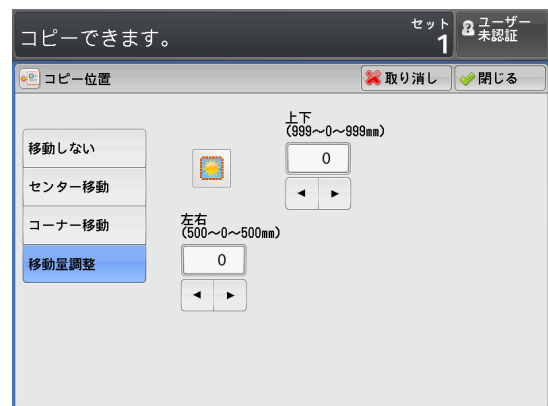 コピーできます。
セット
1
ユーザー
未認証
コピー位置
取り消し
閉じる
移動しない
センター移動
コーナー移動
移動量調整
上下
(999～0～999mm)
0
左右
(500～0～500mm)
0